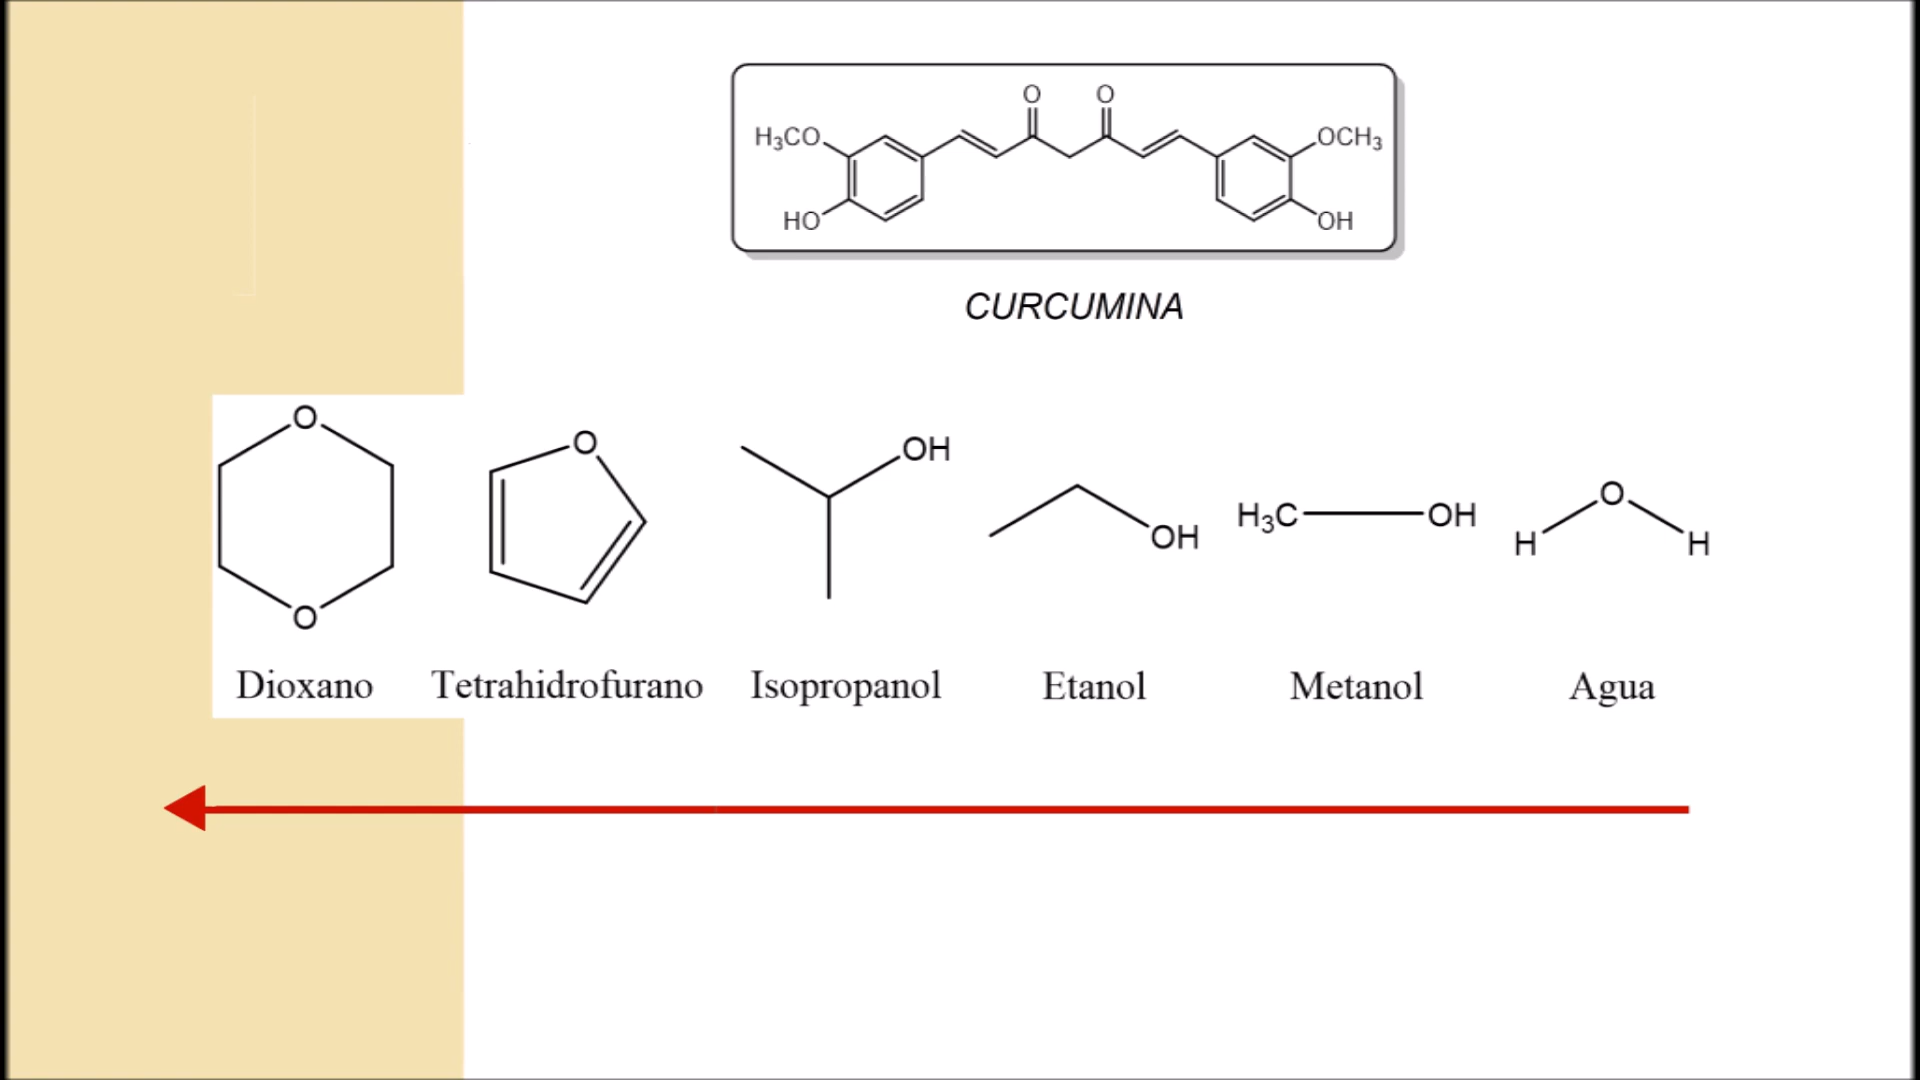 O O
H₃CO OCH₃
HO OH
CURCUMINA
O O OH OH H₃C OH O H H
O
Dioxano Tetrahidrofurano Isopropanol Etanol Metanol Agua